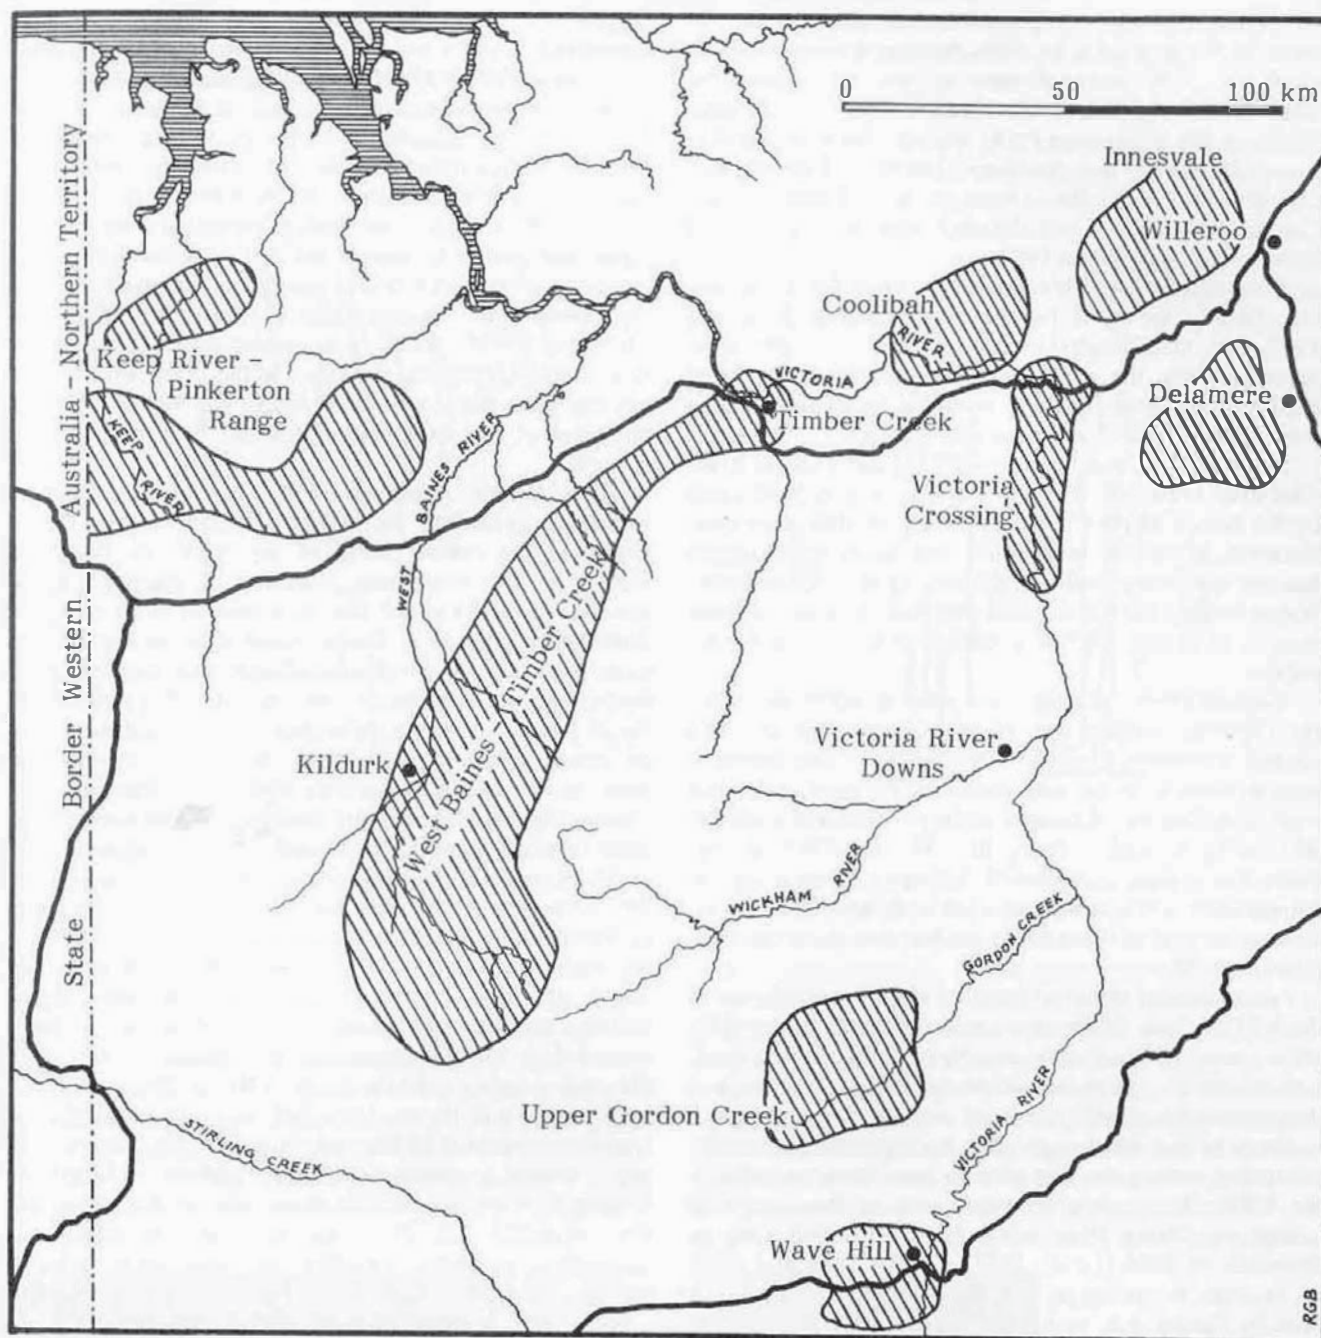 0 50 100 km
Innesvale
Willeroo
Coolibah
RIVER
Delamere
VICTORIA
Timber Creek
Keep River –
Pinkerton
Range
KEEP
RIVER
BAINES RIVER
WEST
Victoria
Crossing
State Border Western Australia – Northern Territory
West Baines / Timber Creek
Kildurk
Victoria River
Downs
WICKHAM
RIVER
GORDON CREEK
Upper Gordon Creek
VICTORIA
RIVER
STIRLING CREEK
Wave Hill
RGB